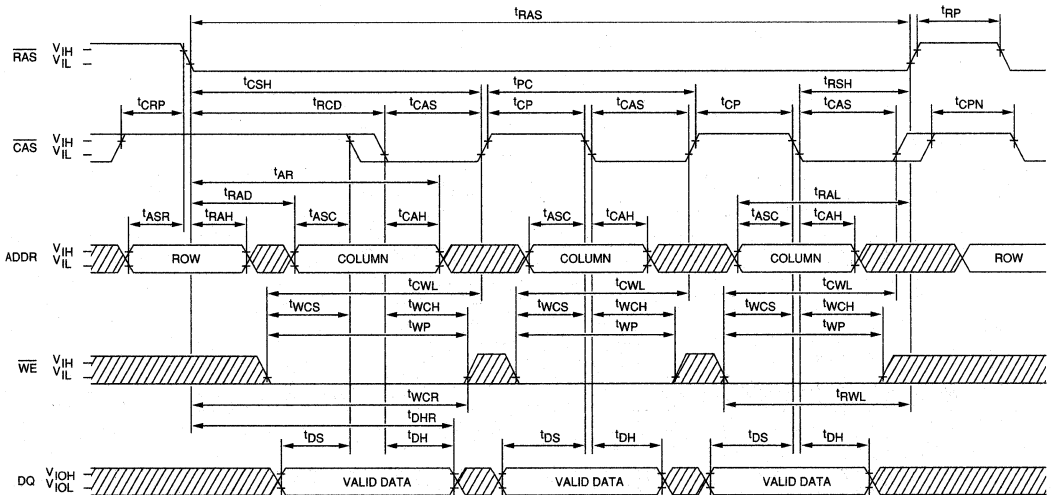 tRAS
tRP
RAS VIH
VIL
tCSH
tPC
tRSH
tCRP
tRCD
tCAS
tCP
tCAS
tCP
tCAS
tCPN
CAS VIH
VIL
tAR
tRAD
tRAL
tASR
tRAH
tASC
tCAH
tASC
tCAH
tASC
tCAH
ADDR VIH
VIL
ROW
COLUMN
COLUMN
COLUMN
ROW
tCWL
tCWL
tCWL
tWCS
tWCH
tWCS
tWCH
tWCS
tWCH
tWP
tWP
tWP
WE VIH
VIL
tWCR
tRWL
tDHR
tDS
tDH
tDS
tDH
tDS
tDH
DQ VIOH
VIOL
VALID DATA
VALID DATA
VALID DATA